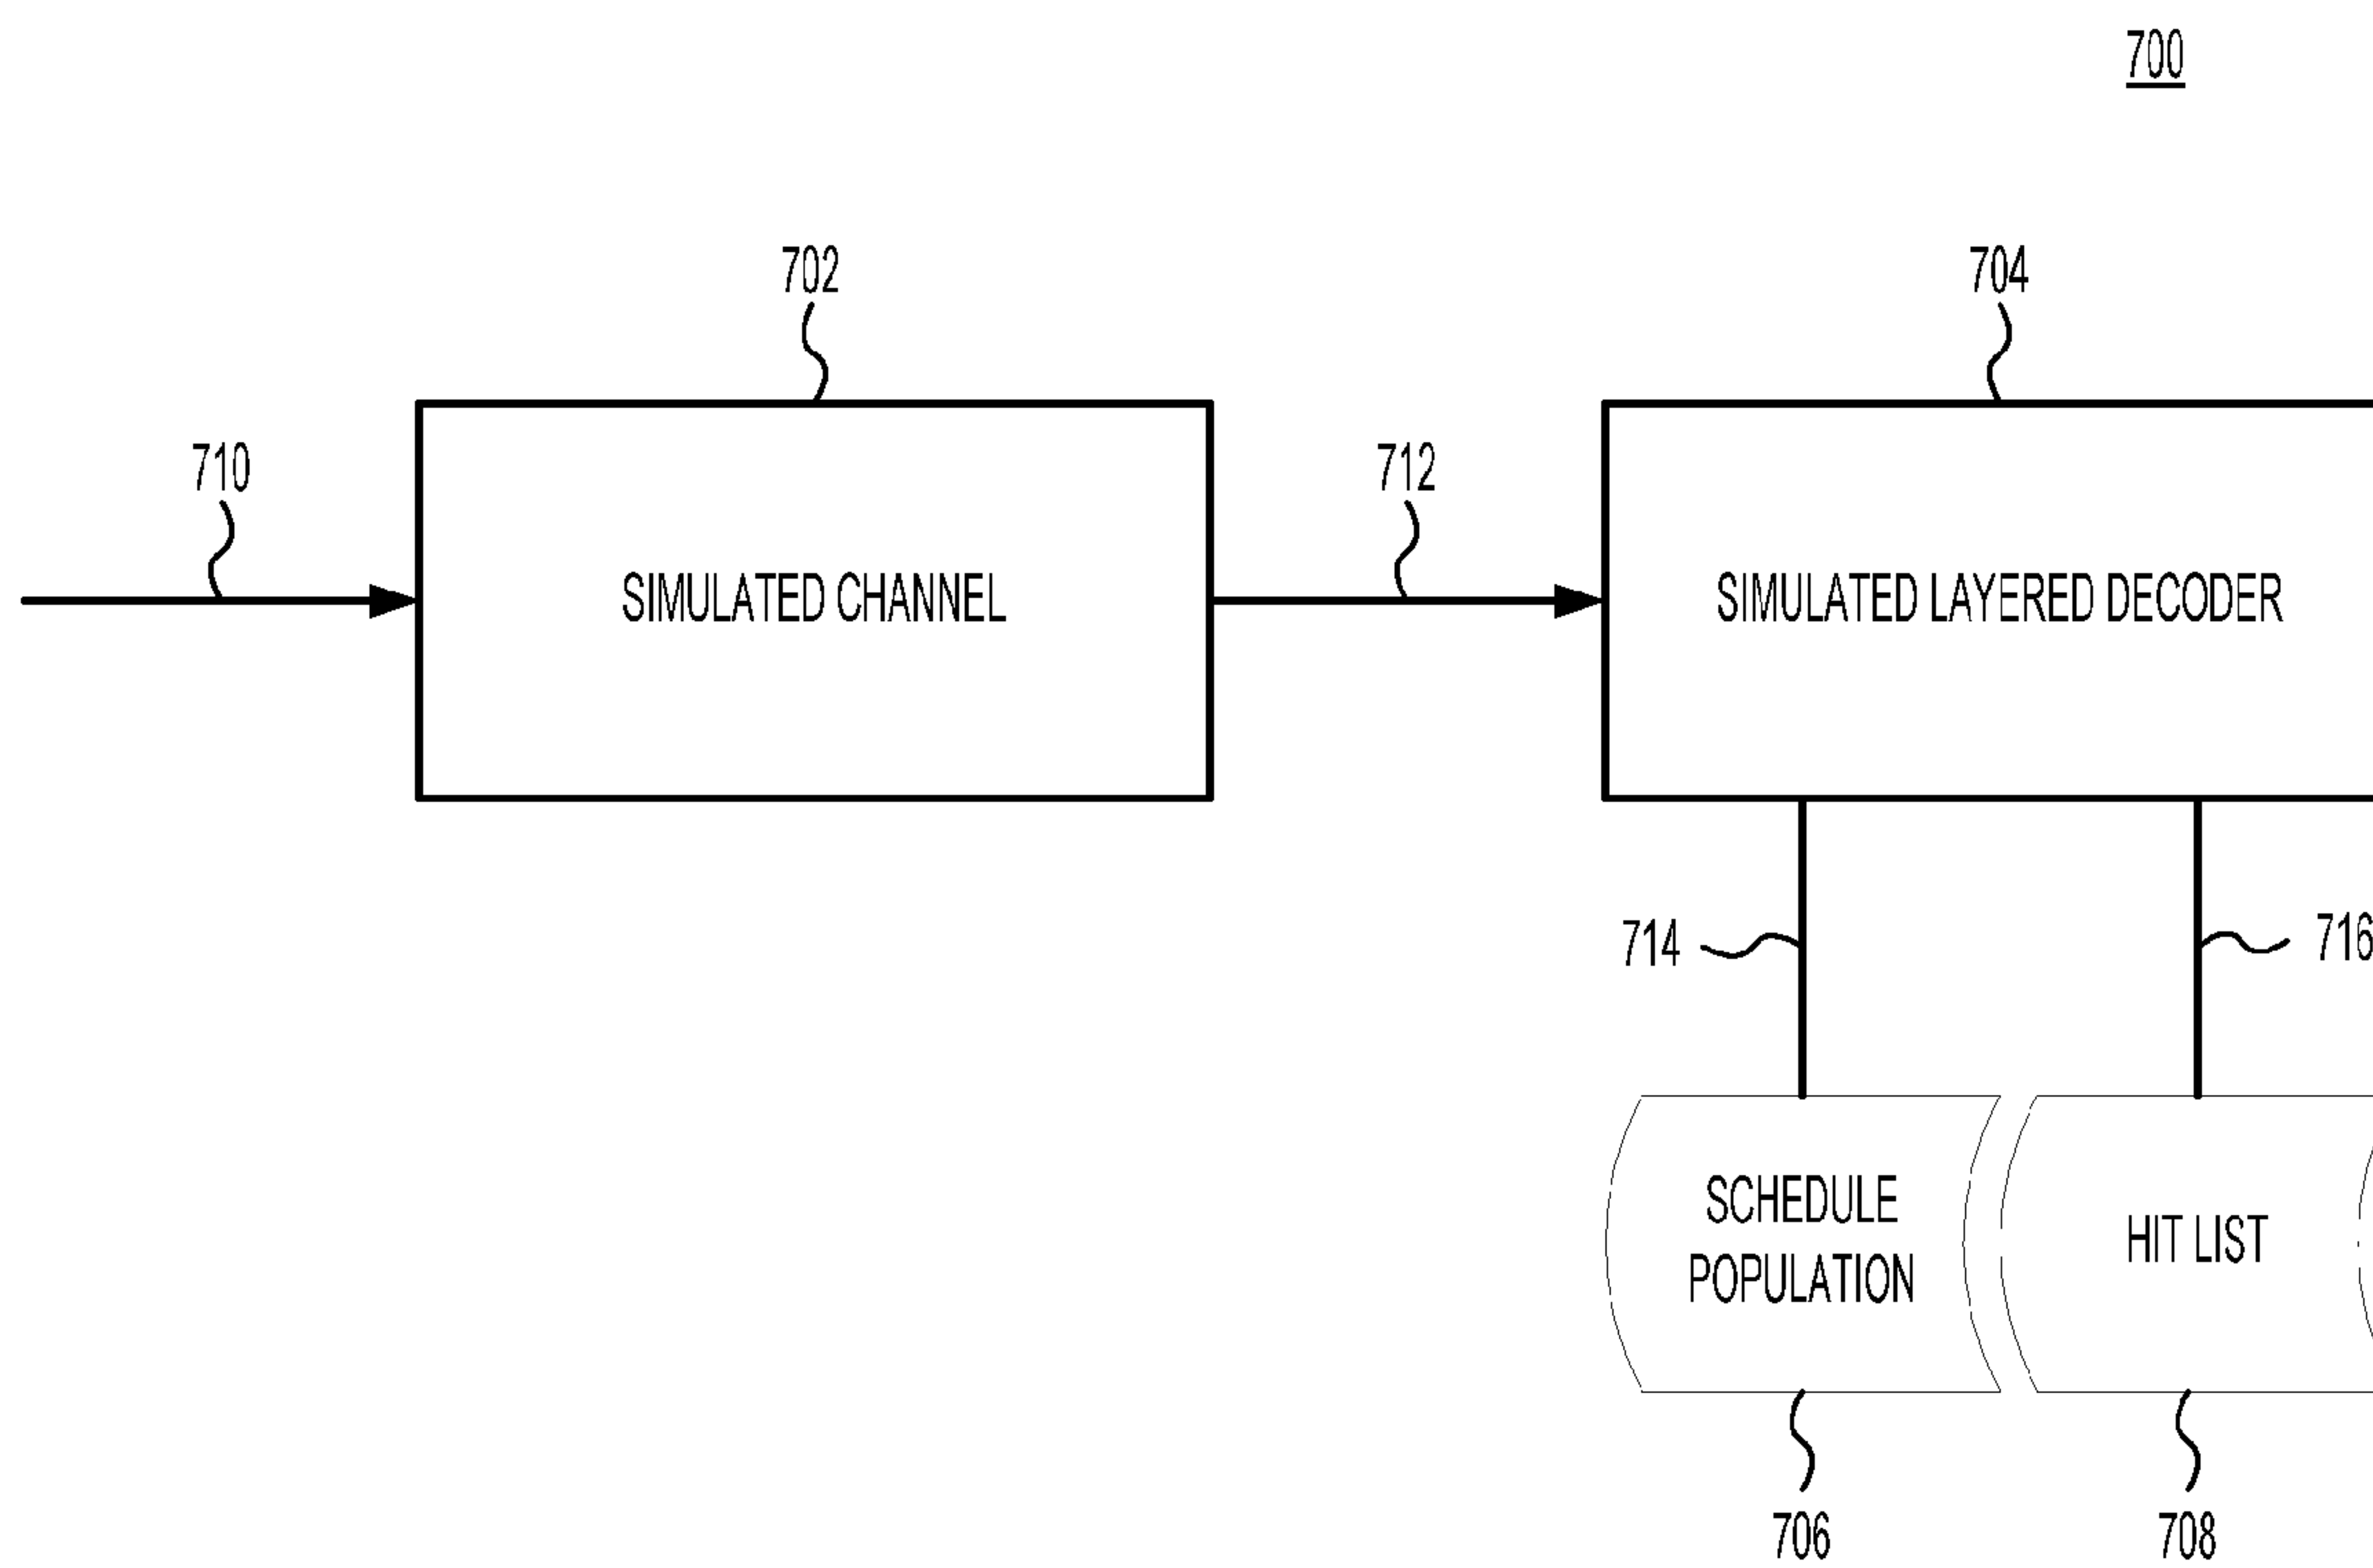 700
702
704
710
712
SIMULATED CHANNEL
SIMULATED LAYERED DECODER
714
716
SCHEDULE
POPULATION
HIT LIST
706
708